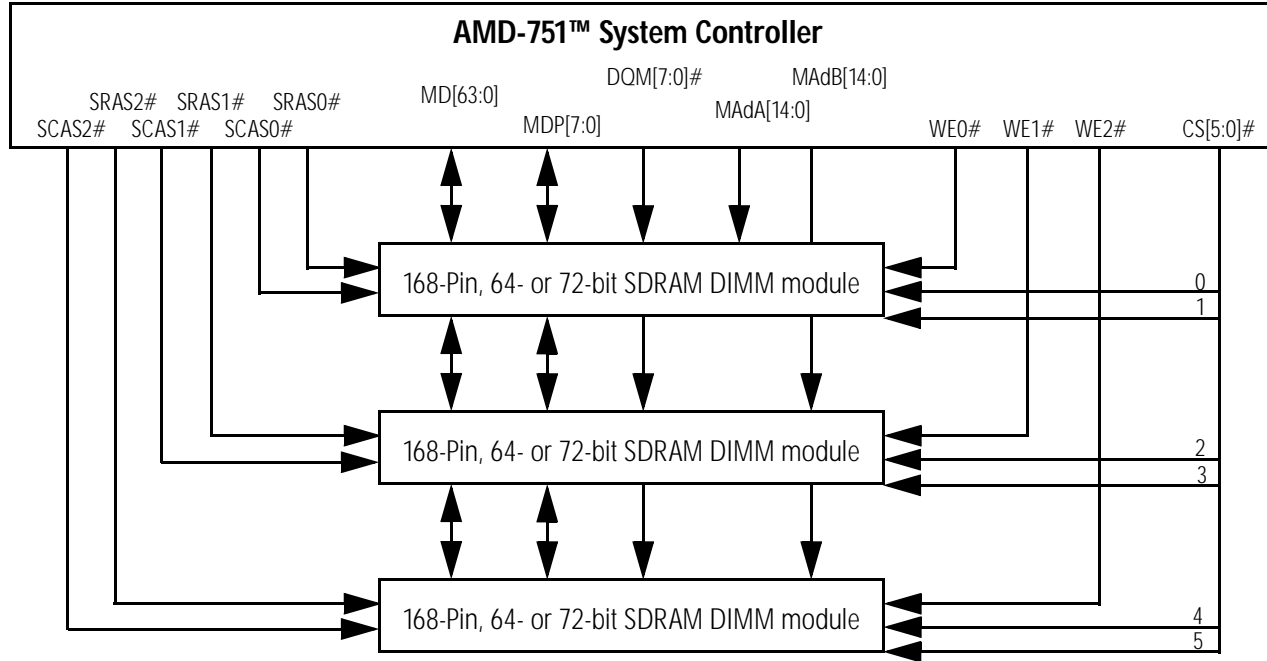 AMD-751™ System Controller
DQM[7:0]# MAdB[14:0]
SRAS2# SRAS1# SRAS0# MD[63:0] MAdA[14:0]
SCAS2# SCAS1# SCAS0# MDP[7:0] WE0# WE1# WE2# CS[5:0]#
168-Pin, 64- or 72-bit SDRAM DIMM module
0
1
168-Pin, 64- or 72-bit SDRAM DIMM module
2
3
168-Pin, 64- or 72-bit SDRAM DIMM module
4
5